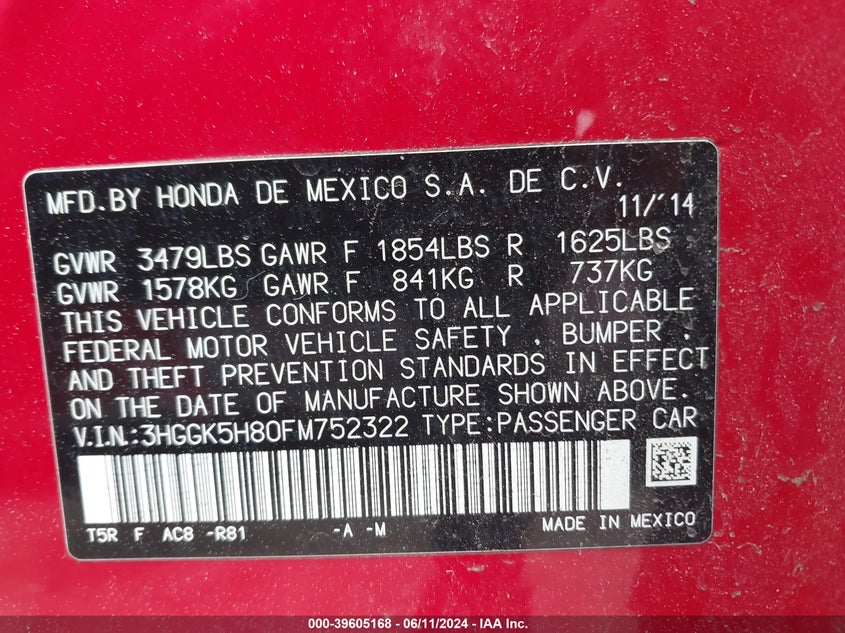 MFD.BY HONDA DE MEXICO S.A. DE C.V.
11/'14
GVWR 3479LBS GAWR F 1854LBS R 1625LBS
GVWR 1578KG GAWR F 841KG R 737KG
THIS VEHICLE CONFORMS TO ALL APPLICABLE
FEDERAL MOTOR VEHICLE SAFETY , BUMPER ,
AND THEFT PREVENTION STANDARDS IN EFFECT
ON THE DATE OF MANUFACTURE SHOWN ABOVE.
V.I.N.:3HGGK5H80FM752322 TYPE:PASSENGER CAR
T5R F AC8 -R81 -A -M MADE IN MEXICO
000-39605168 - 06/11/2024 - IAA Inc.